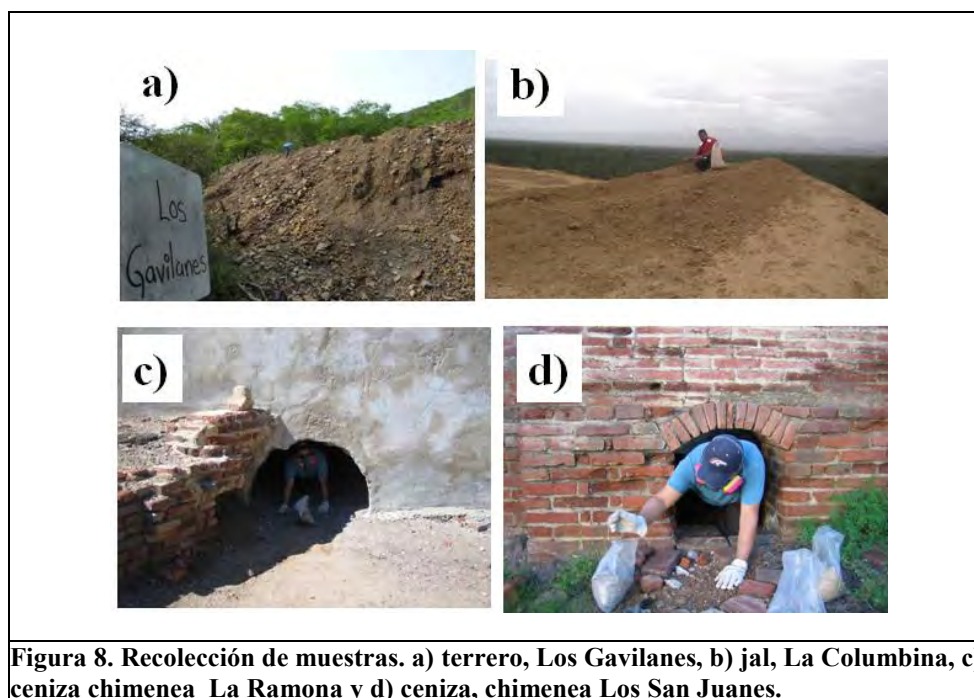 a)
b)
Los
Gavilanes
c)
d)
Figura 8. Recolección de muestras. a) terrero, Los Gavilanes, b) jal, La Columbina, c
ceniza chimenea La Ramona y d) ceniza, chimenea Los San Juanes.